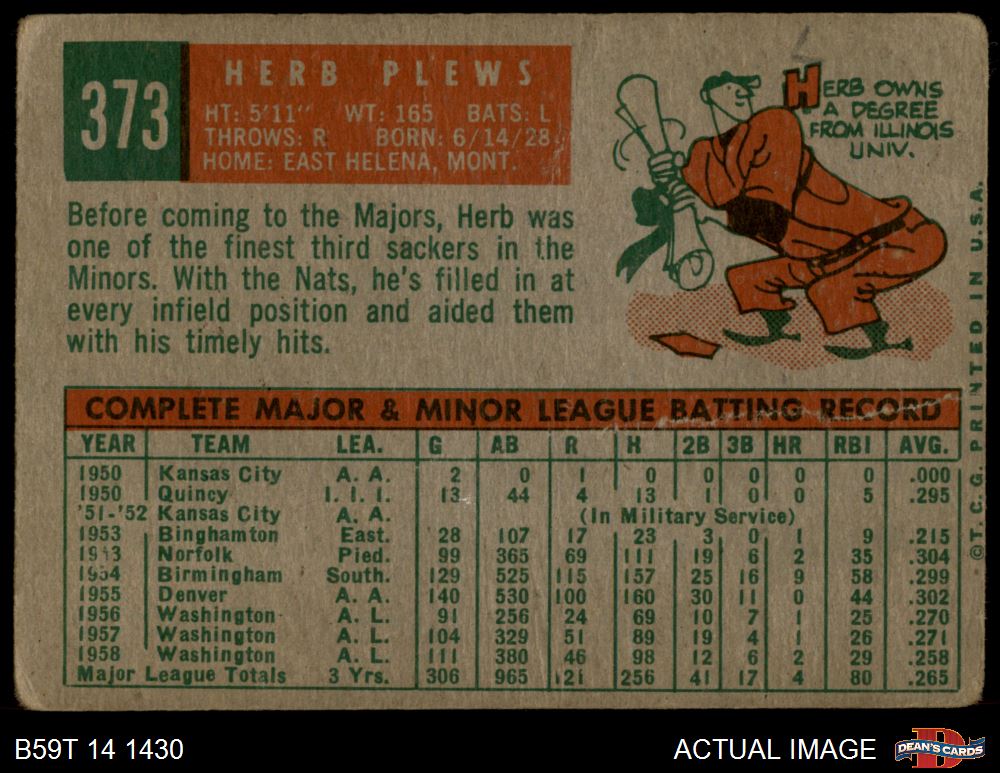 373
HERB PLEWS
HT: 5'11" WT: 165 BATS: L
THROWS: R BORN: 6/14/28
HOME: EAST HELENA, MONT.
HERB OWNS
A DEGREE
FROM ILLINOIS
UNIV.
Before coming to the Majors, Herb was
one of the finest third sackers in the
Minors. With the Nats, he's filled in at
every infield position and aided them
with his timely hits.
COMPLETE MAJOR & MINOR LEAGUE BATTING RECORD
YEAR TEAM LEA. G AB R H 2B 3B HR RBI AVG.
1950 Kansas City A. A. 2 0 1 0 0 0 0 0 .000
1950 Quincy I. I. I. 13 44 4 13 1 0 0 5 .295
'51-'52 Kansas City A. A. (In Military Service)
1953 Binghamton East. 28 107 17 23 3 0 1 9 .215
1953 Norfolk Pied. 99 365 69 111 19 6 2 35 .304
1954 Birmingham South. 129 525 115 157 25 16 9 58 .299
1955 Denver A. A. 140 530 100 160 30 11 0 44 .302
1956 Washington A. L. 91 256 24 69 10 7 1 25 .270
1957 Washington A. L. 104 329 51 89 19 4 1 26 .271
1958 Washington A. L. 111 380 46 98 12 6 2 29 .258
Major League Totals 3 Yrs. 306 965 121 256 41 17 4 80 .265
©T.C.G. PRINTED IN U.S.A.
B59T 14 1430
ACTUAL IMAGE
D
DEAN'S CARDS